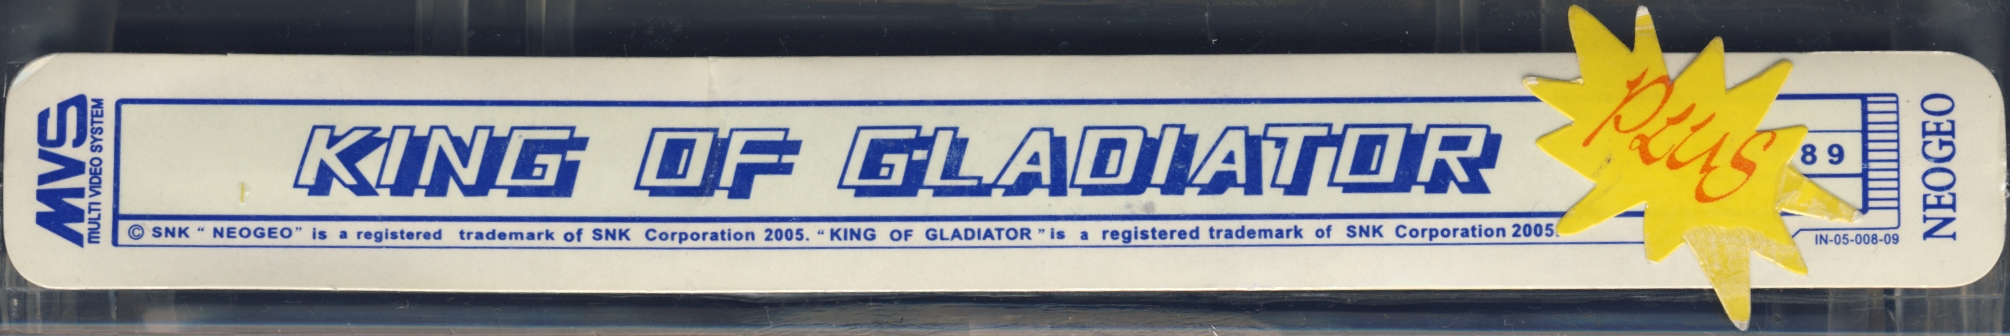 MVS
MULTI VIDEO SYSTEM
KING OF GLADIATOR
PLUS
89
© SNK “ NEOGEO” is a registered trademark of SNK Corporation 2005. “KING OF GLADIATOR ” is a registered trademark of SNK Corporation 2005.
IN-05-008-09
NEOGEO